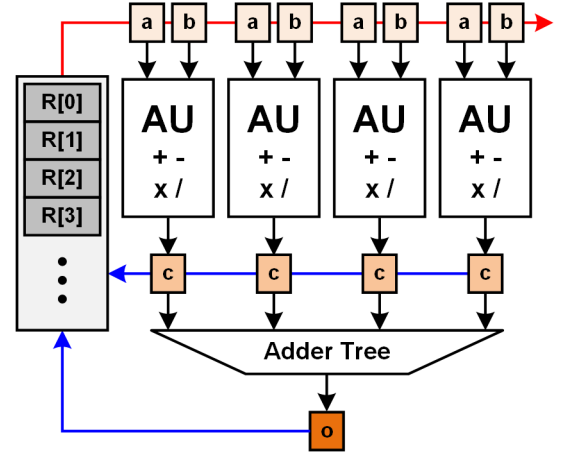 a b a b a b a b
R[0]
R[1]
R[2]
R[3]
AU AU AU AU
+ - + - + - + -
x / x / x / x /
c c c c
Adder Tree
o